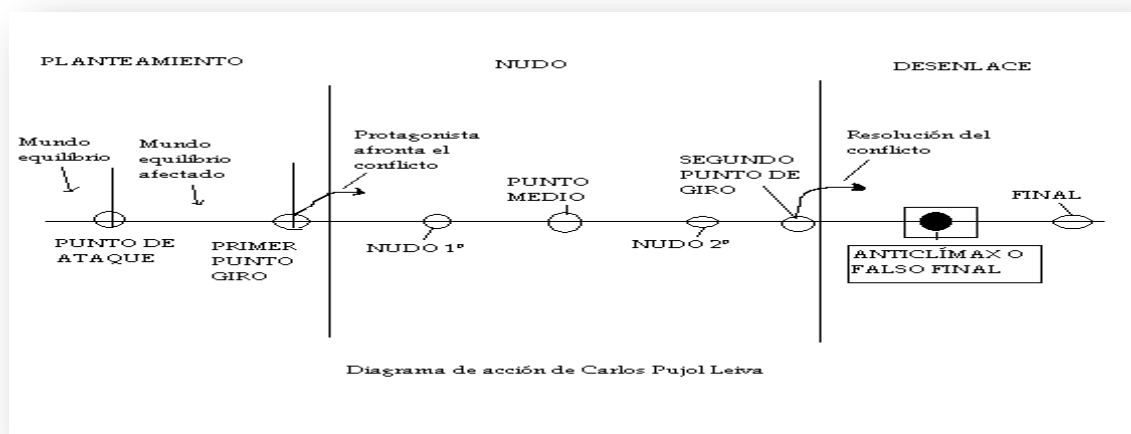 PLANTEAMIENTO
NUDO
DESENLACE
Mundo
equilíbrio
Mundo
equilibrio
afectado
Protagonista
afronta el
conflicto
Resolución del
conflicto
SEGUNDO
PUNTO DE
GIRO
PUNTO
MEDIO
FINAL
PUNTO DE
ATAQUE
PRIMER
PUNTO
GIRO
NUDO 1º
NUDO 2º
ANTICLÍMAX O
FALSO FINAL
Diagrama de acción de Carlos Pujol Leiva